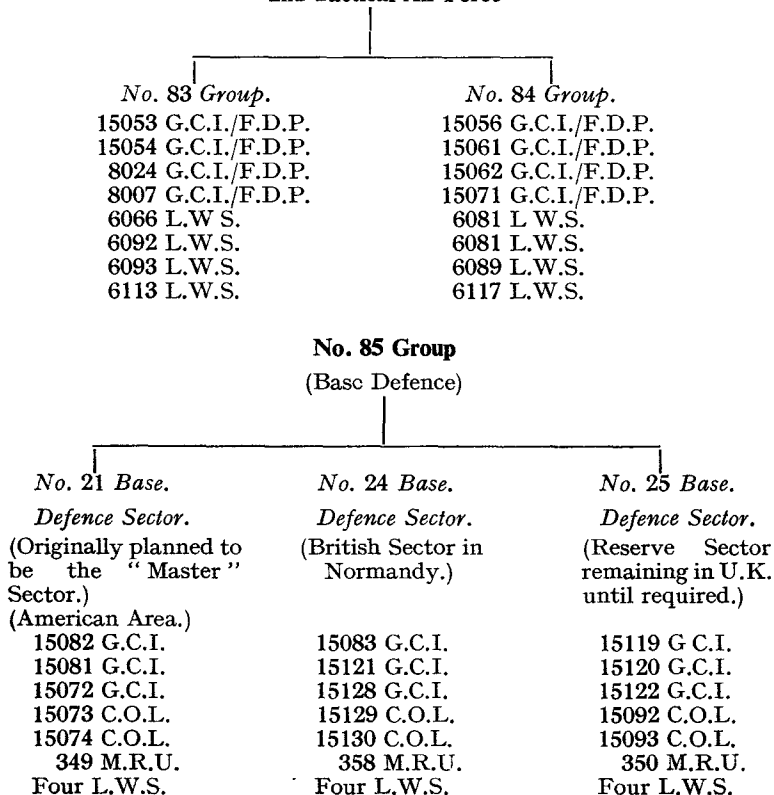 2nd Tactical Air Force
No. 83 Group.
15053 G.C.I./F.D.P.
15054 G.C.I./F.D.P.
8024 G.C.I./F.D.P.
8007 G.C.I./F.D.P.
6066 L.W S.
6092 L.W.S.
6093 L.W.S.
6113 L.W.S.
No. 84 Group.
15056 G.C.I./F.D.P.
15061 G.C.I./F.D.P.
15062 G.C.I./F.D.P.
15071 G.C.I./F.D.P.
6081 L W.S.
6081 L.W.S.
6089 L.W.S.
6117 L.W.S.
No. 85 Group
(Base Defence)
No. 21 Base.
Defence Sector.
(Originally planned to
be the "Master"
Sector.)
(American Area.)
15082 G.C.I.
15081 G.C.I.
15072 G.C.I.
15073 C.O.L.
15074 C.O.L.
349 M.R.U.
Four L.W.S.
No. 24 Base.
Defence Sector.
(British Sector in
Normandy.)
15083 G.C.I.
15121 G.C.I.
15128 G.C.I.
15129 C.O.L.
15130 C.O.L.
358 M.R.U.
Four L.W.S.
No. 25 Base.
Defence Sector.
(Reserve Sector
remaining in U.K.
until required.)
15119 G C.I.
15120 G.C.I.
15122 G.C.I.
15092 C.O.L.
15093 C.O.L.
350 M.R.U.
Four L.W.S.